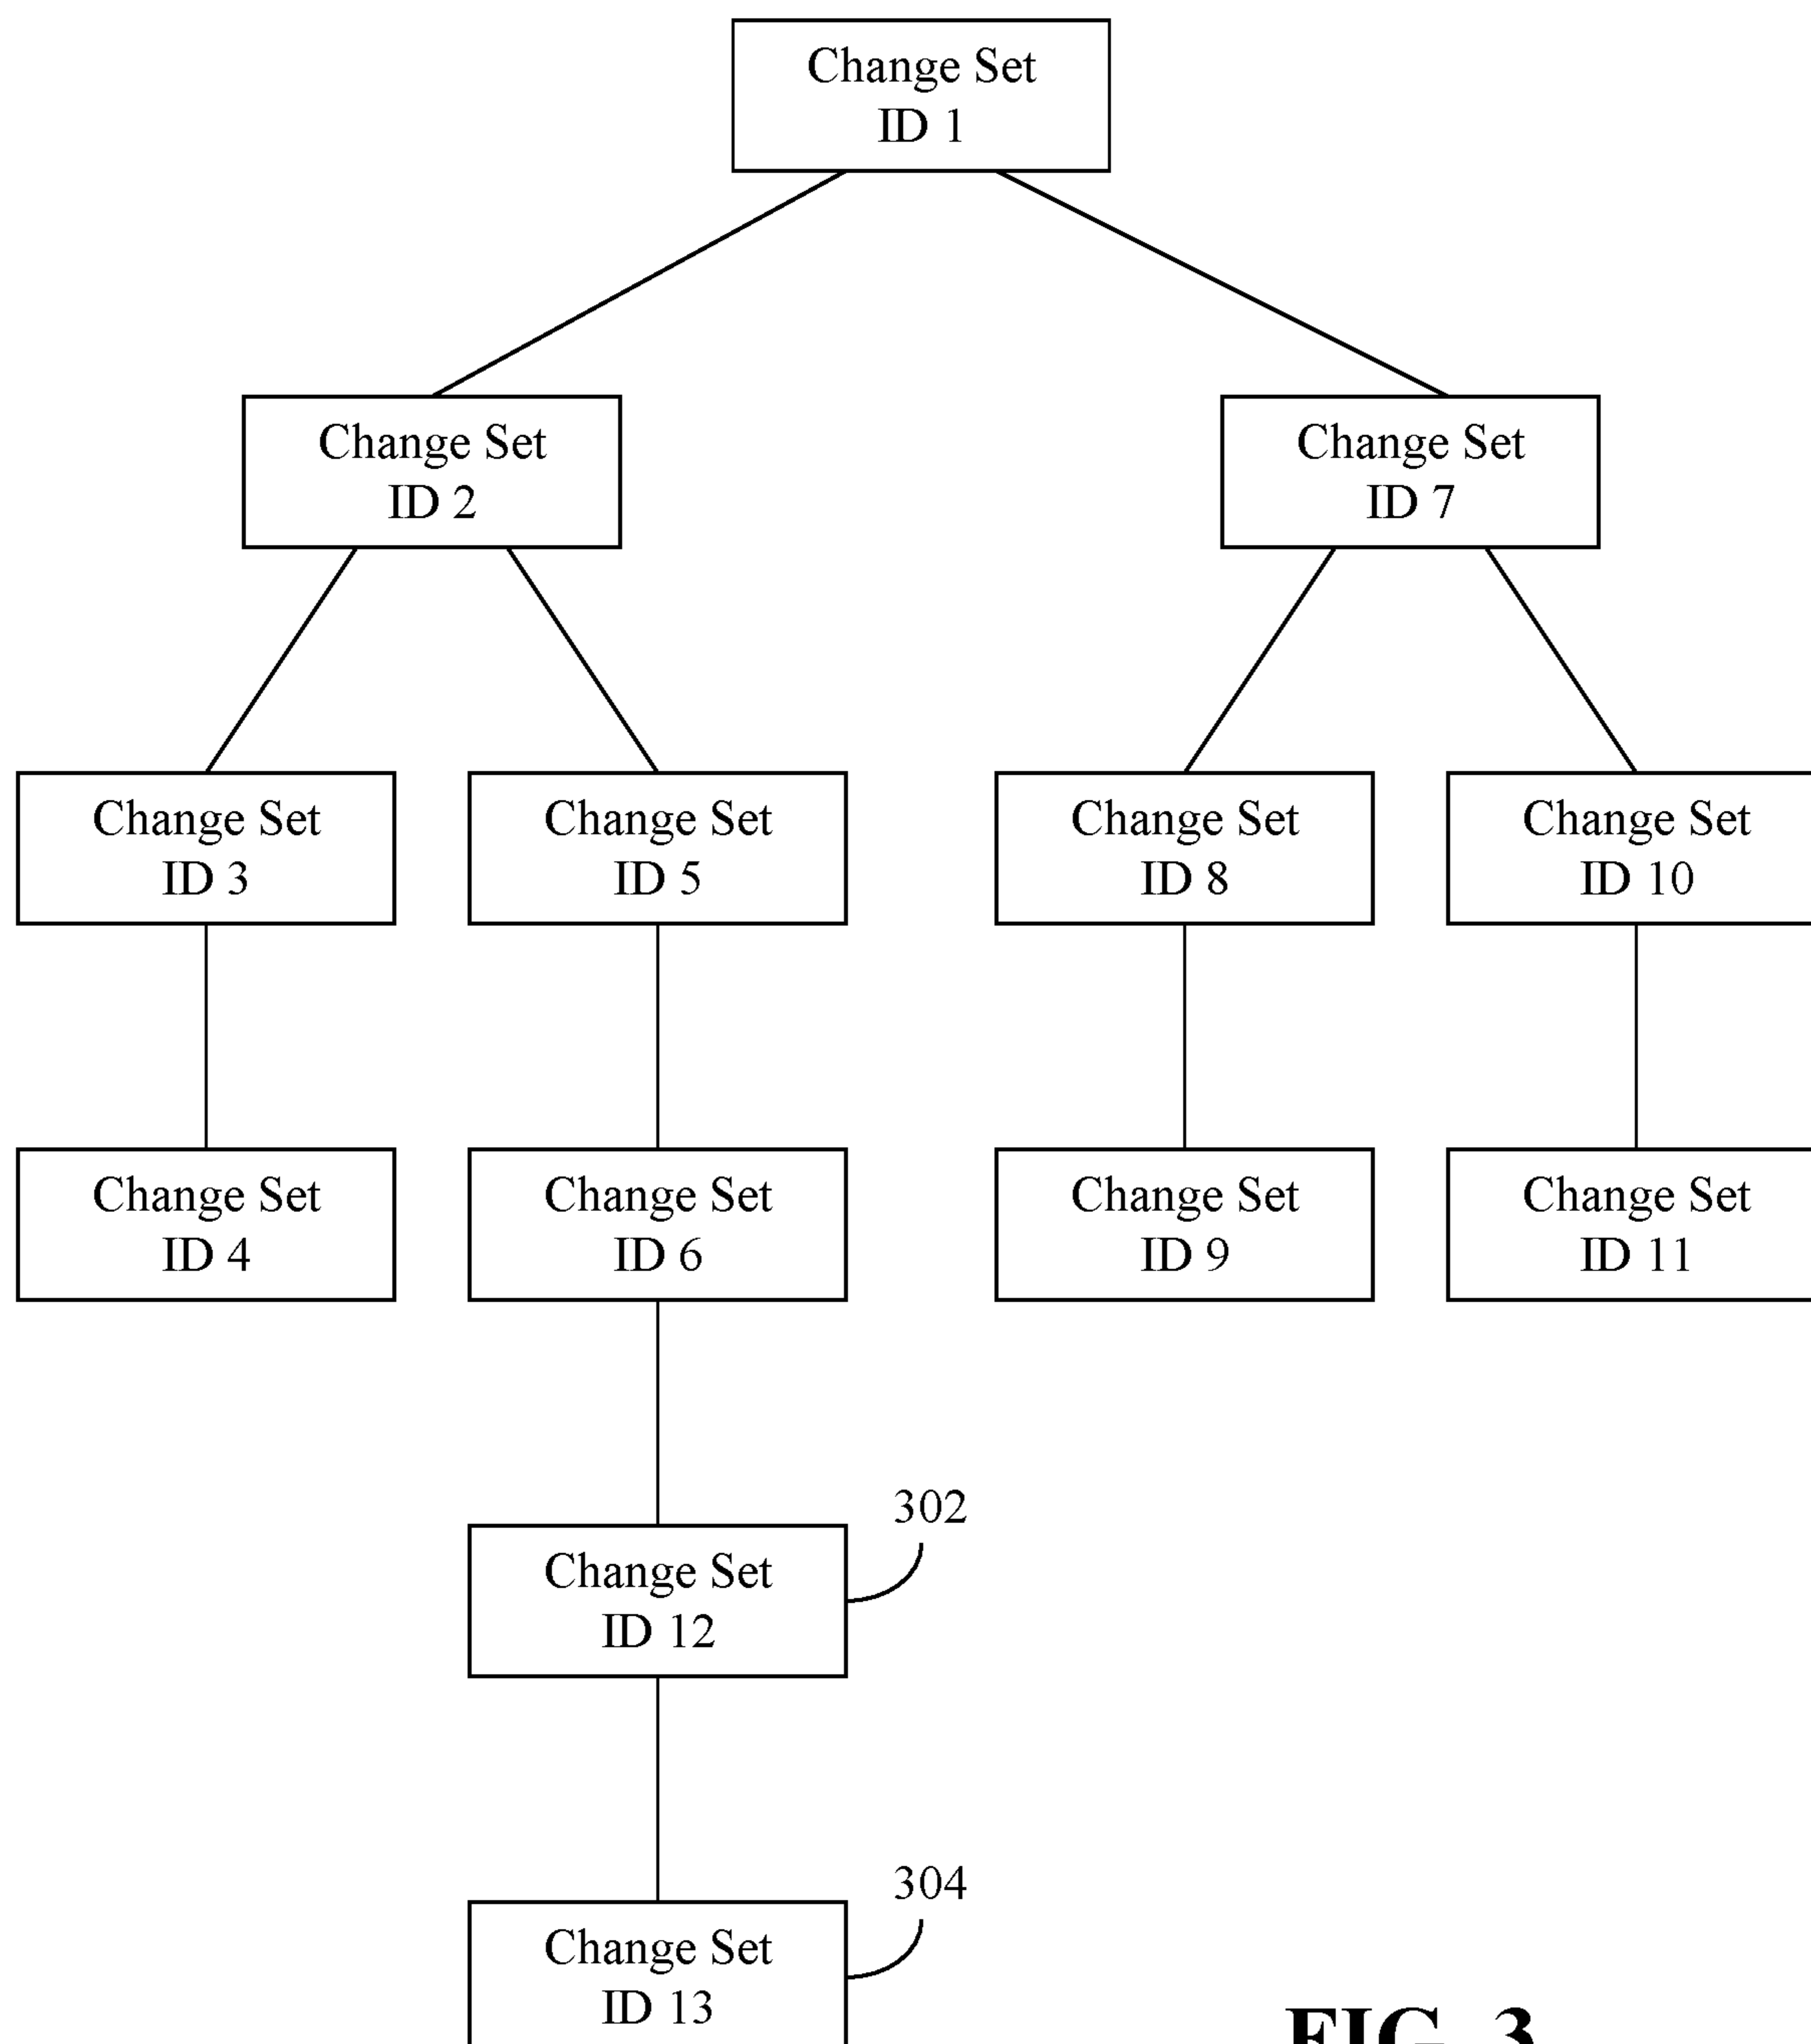 Change Set
ID 1
Change Set
ID 2
Change Set
ID 7
Change Set
ID 3
Change Set
ID 5
Change Set
ID 8
Change Set
ID 10
Change Set
ID 4
Change Set
ID 6
Change Set
ID 9
Change Set
ID 11
302
Change Set
ID 12
304
Change Set
ID 13
FIG. 3